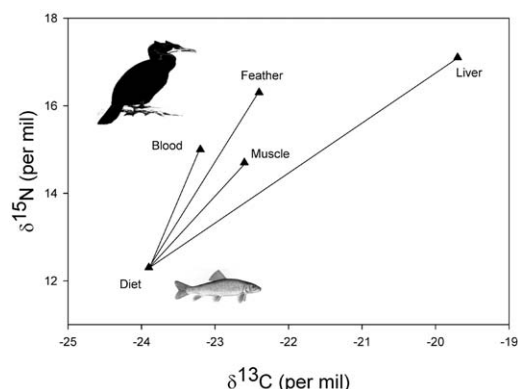 18
16
14
12
δ15N (per mil)
Feather
Liver
Blood
Muscle
Diet
-25
-24
-23
-22
-21
-20
-19
δ13C (per mil)